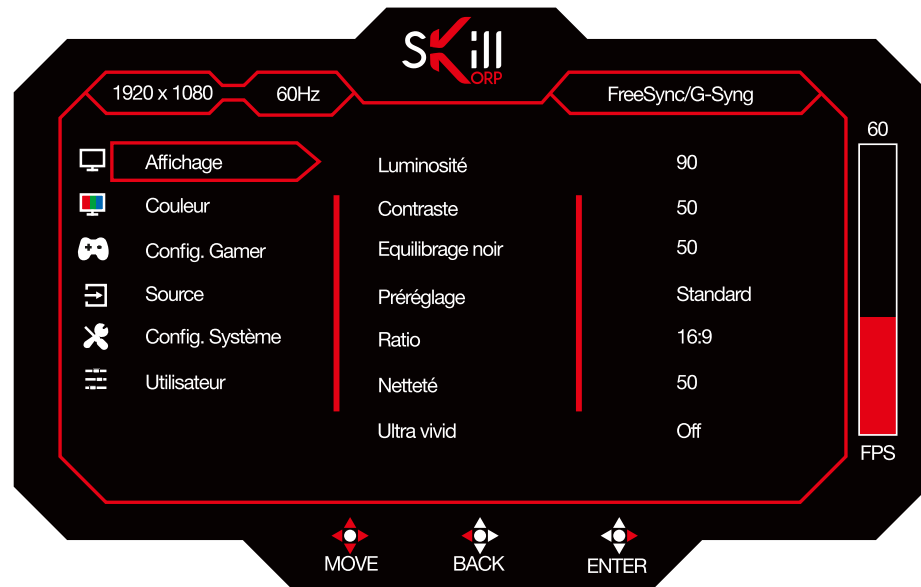 SKill
ORP
1920 x 1080
60Hz
FreeSync/G-Syng
60
Affichage
Luminosité 90
Couleur
Contraste 50
Config. Gamer
Equilibrage noir 50
Source
Préréglage Standard
Config. Système
Ratio 16:9
Utilisateur
Netteté 50
Ultra vivid Off
FPS
MOVE
BACK
ENTER